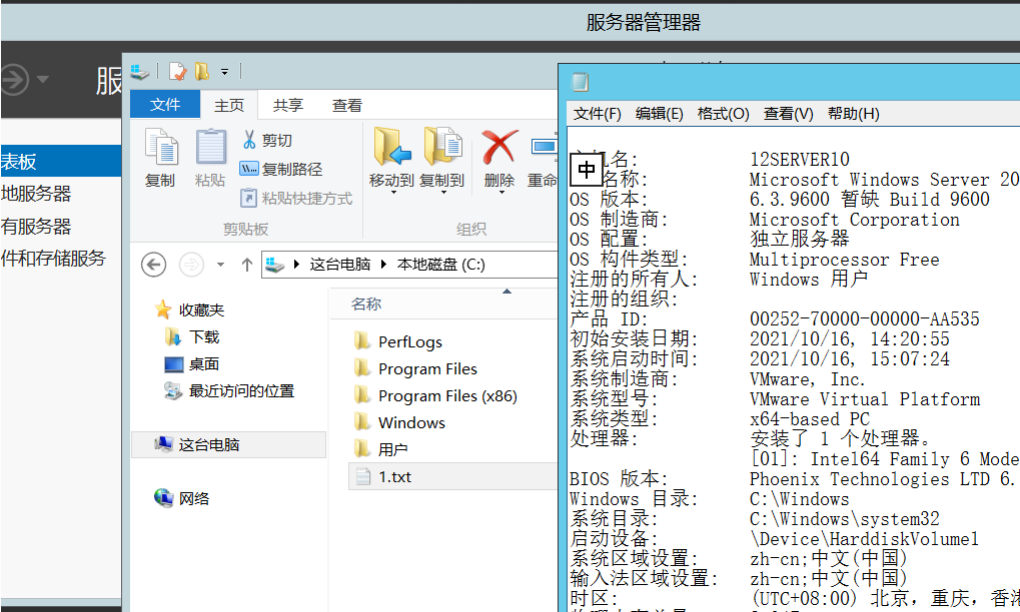 服务器管理器
服
文件 主页 共享 查看
复制 粘贴 剪切 复制路径 粘贴快捷方式
移动到 复制到 删除 重命
剪贴板 组织
这台电脑 本地磁盘 (C:)
表板
地服务器
有服务器
件和存储服务
收藏夹
下载
桌面
最近访问的位置
这台电脑
网络
名称
PerfLogs
Program Files
Program Files (x86)
Windows
用户
1.txt
文件(F) 编辑(E) 格式(O) 查看(V) 帮助(H)
中
机名: 12SERVER10
名称: Microsoft Windows Server 20
OS 版本: 6.3.9600 暂缺 Build 9600
OS 制造商: Microsoft Corporation
OS 配置: 独立服务器
OS 构件类型: Multiprocessor Free
注册的所有人: Windows 用户
注册的组织:
产品 ID: 00252-70000-00000-AA535
初始安装日期: 2021/10/16, 14:20:55
系统启动时间: 2021/10/16, 15:07:24
系统制造商: VMware, Inc.
系统型号: VMware Virtual Platform
系统类型: x64-based PC
处理器: 安装了 1 个处理器。
[01]: Intel64 Family 6 Mode
BIOS 版本: Phoenix Technologies LTD 6.
Windows 目录: C:\Windows
系统目录: C:\Windows\system32
启动设备: \Device\HarddiskVolume1
系统区域设置: zh-cn;中文(中国)
输入法区域设置: zh-cn;中文(中国)
时区: (UTC+08:00) 北京，重庆，香港